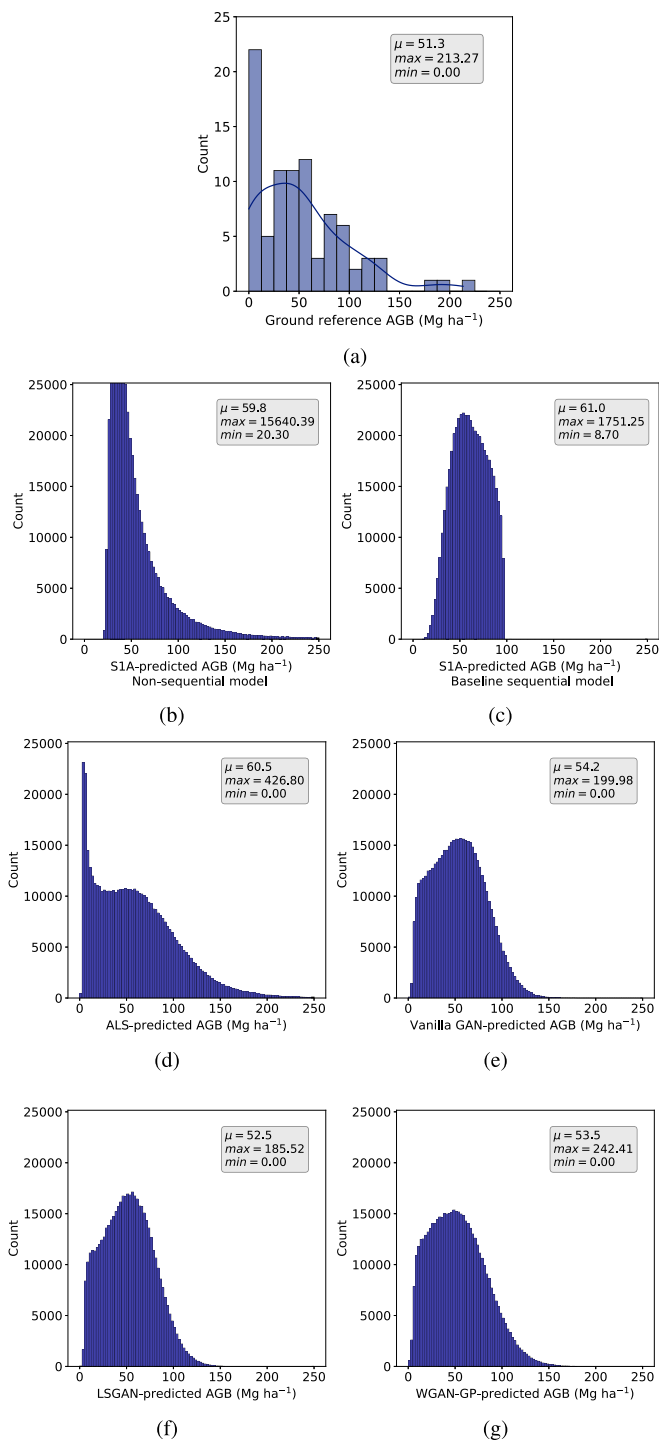 25
20
15
10
5
0
Count
μ = 51.3
max = 213.27
min = 0.00
0 50 100 150 200 250
Ground reference AGB (Mg ha⁻¹)
(a)
25000
20000
15000
10000
5000
0
Count
μ = 59.8
max = 15640.39
min = 20.30
0 50 100 150 200 250
S1A-predicted AGB (Mg ha⁻¹)
Non-sequential model
(b)
25000
20000
15000
10000
5000
0
Count
μ = 61.0
max = 1751.25
min = 8.70
0 50 100 150 200 250
S1A-predicted AGB (Mg ha⁻¹)
Baseline sequential model
(c)
25000
20000
15000
10000
5000
0
Count
μ = 60.5
max = 426.80
min = 0.00
0 50 100 150 200 250
ALS-predicted AGB (Mg ha⁻¹)
(d)
25000
20000
15000
10000
5000
0
Count
μ = 54.2
max = 199.98
min = 0.00
0 50 100 150 200 250
Vanilla GAN-predicted AGB (Mg ha⁻¹)
(e)
25000
20000
15000
10000
5000
0
Count
μ = 52.5
max = 185.52
min = 0.00
0 50 100 150 200 250
LSGAN-predicted AGB (Mg ha⁻¹)
(f)
25000
20000
15000
10000
5000
0
Count
μ = 53.5
max = 242.41
min = 0.00
0 50 100 150 200 250
WGAN-GP-predicted AGB (Mg ha⁻¹)
(g)